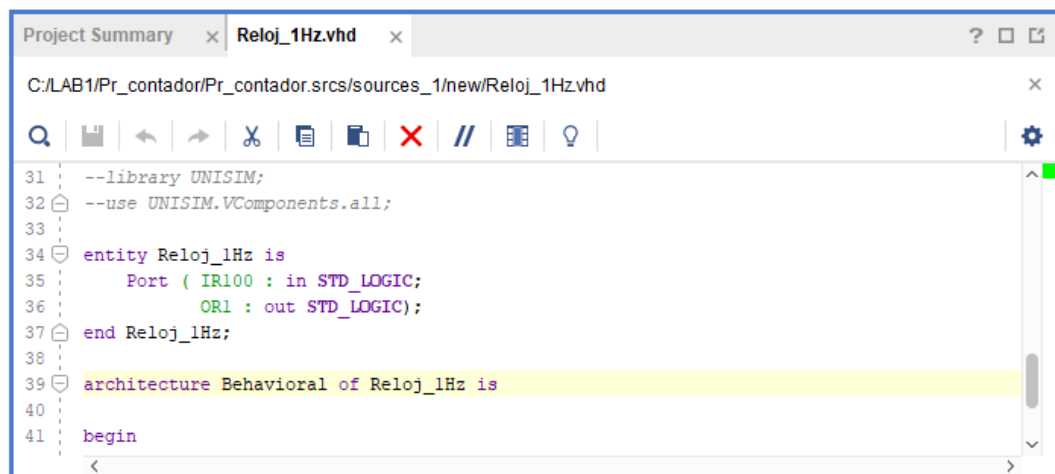 Project Summary × Reloj_1Hz.vhd × ?
C:/LAB1/Pr_contador/Pr_contador.srcs/sources_1/new/Reloj_1Hz.vhd ×
31 --library UNISIM;
32 --use UNISIM.VComponents.all;
33
34 entity Reloj_1Hz is
35 Port ( IR100 : in STD_LOGIC;
36 OR1 : out STD_LOGIC);
37 end Reloj_1Hz;
38
39 architecture Behavioral of Reloj_1Hz is
40
41 begin